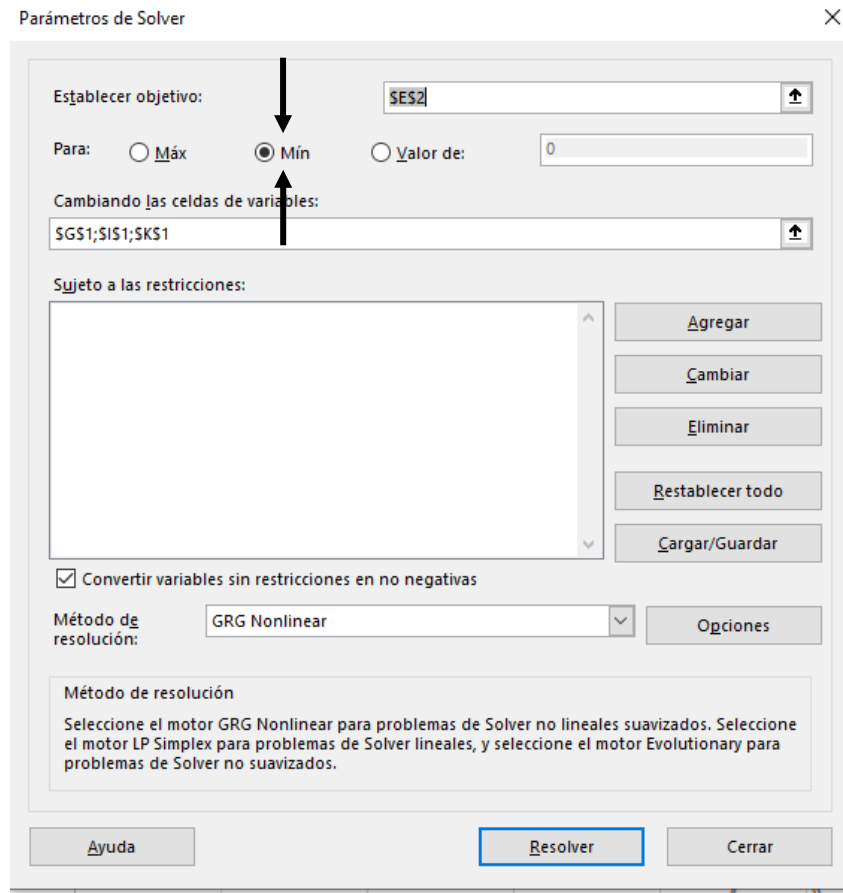 Parámetros de Solver
Establecer objetivo: $E$2
Para: Máx Mín Valor de: 0
Cambiando las celdas de variables:
$G$1;$I$1;$K$1
Sujeto a las restricciones:
Agregar
Cambiar
Eliminar
Restablecer todo
Cargar/Guardar
Convertir variables sin restricciones en no negativas
Método de
resolución:
GRG Nonlinear
Opciones
Método de resolución
Seleccione el motor GRG Nonlinear para problemas de Solver no lineales suavizados. Seleccione
el motor LP Simplex para problemas de Solver lineales, y seleccione el motor Evolutionary para
problemas de Solver no suavizados.
Ayuda Resolver Cerrar